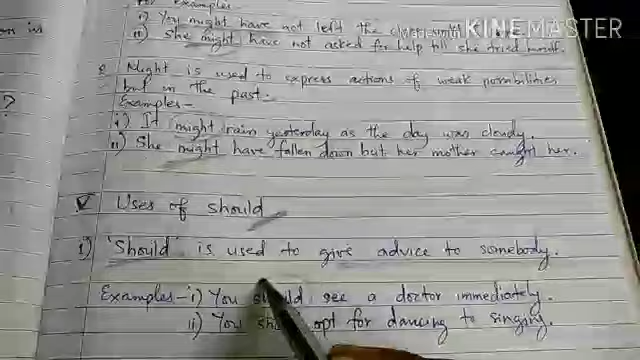 For examples-
i) You might have not left the
ii) She might have not asked for help till she tried herself.
KINEMASTER
Might is used to express actions of weak possibilities
but in the past.
Examples-
i) It might rain yesterday as the day was cloudy.
ii) She might have fallen down but her mother caught her.
Uses of should
1) 'Should' is used to give advice to somebody.
Examples- i) You should see a doctor immediately.
ii) You opt for dancing to singing.